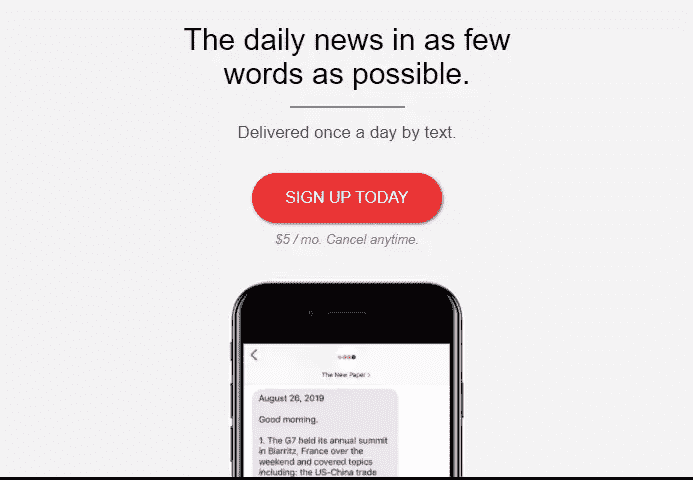 The daily news in as few
words as possible.
Delivered once a day by text.
SIGN UP TODAY
$5 / mo. Cancel anytime.
The New Paper >
August 26, 2019
Good morning.
1. The G7 held its annual summit
in Biarritz, France over the
weekend and covered topics
including: the US-China trade